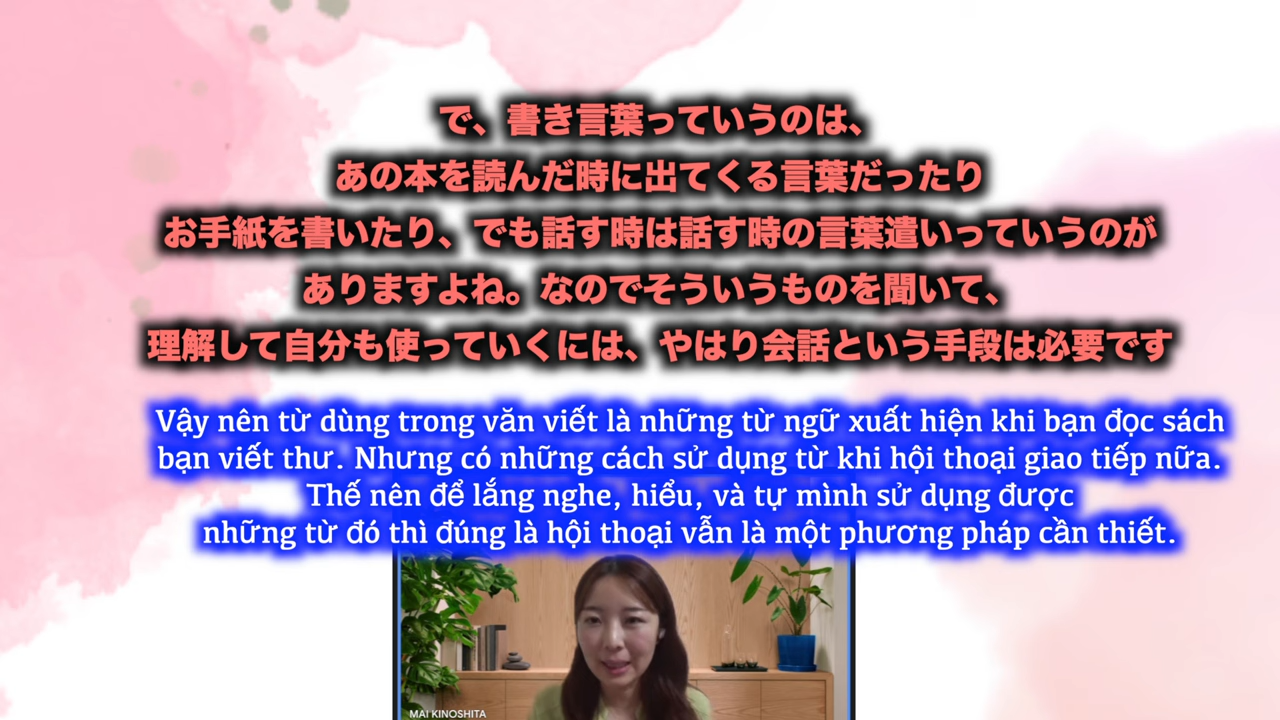 で、書き言葉っていうのは、
あの本を読んだ時に出てくる言葉だったり
お手紙を書いたり、でも話す時は話す時の言葉遣いっていうのが
ありますよね。なのでそういうものを聞いて、
理解して自分も使っていくには、やはり会話という手段は必要です
Vậy nên từ dùng trong văn viết là những từ ngữ xuất hiện khi bạn đọc sách
bạn viết thư. Nhưng có những cách sử dụng từ khi hội thoại giao tiếp nữa.
Thế nên để lắng nghe, hiểu, và tự mình sử dụng được
những từ đó thì đúng là hội thoại vẫn là một phương pháp cần thiết.
MAI KINOSHITA